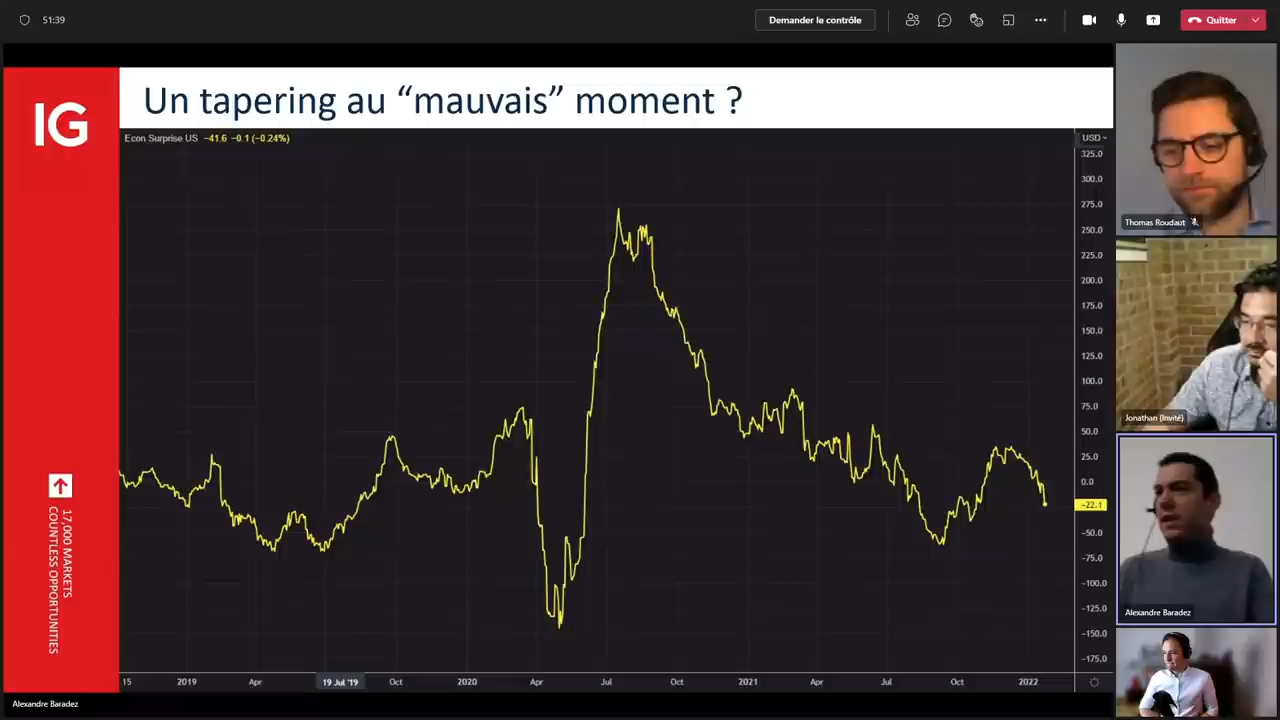 51:39
Demander le contrôle
Quitter
IG
Un tapering au “mauvais” moment ?
Econ Surprise US −41.6 −0.1 (−0.24%)
USD
325.0
300.0
275.0
250.0
225.0
200.0
175.0
150.0
125.0
100.0
75.0
50.0
25.0
0.0
−22.1
−50.0
−75.0
−100.0
−125.0
−150.0
−175.0
15
2019
Apr
19 Jul '19
Oct
2020
Apr
Jul
Oct
2021
Apr
Jul
Oct
2022
17,000 MARKETS
COUNTLESS OPPORTUNITIES
Thomas Roudaut
Jonathan (Invité)
Alexandre Baradez
Alexandre Baradez